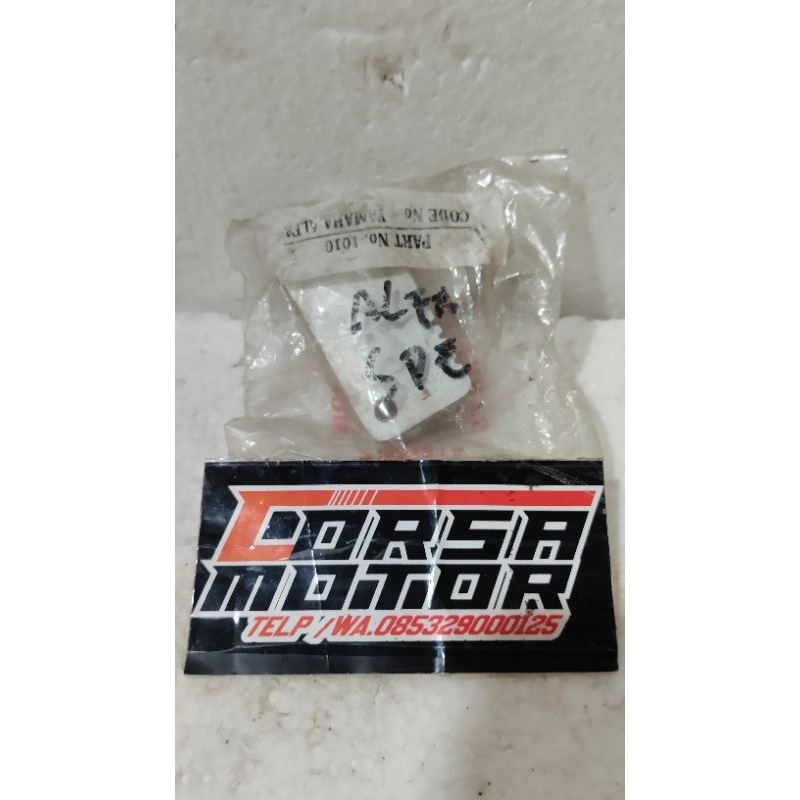 PART No. 1010
CODE No. YAMAHA ALFA
ALFA
SPE
CORSA
MOTOR
TELP/WA.085329000125